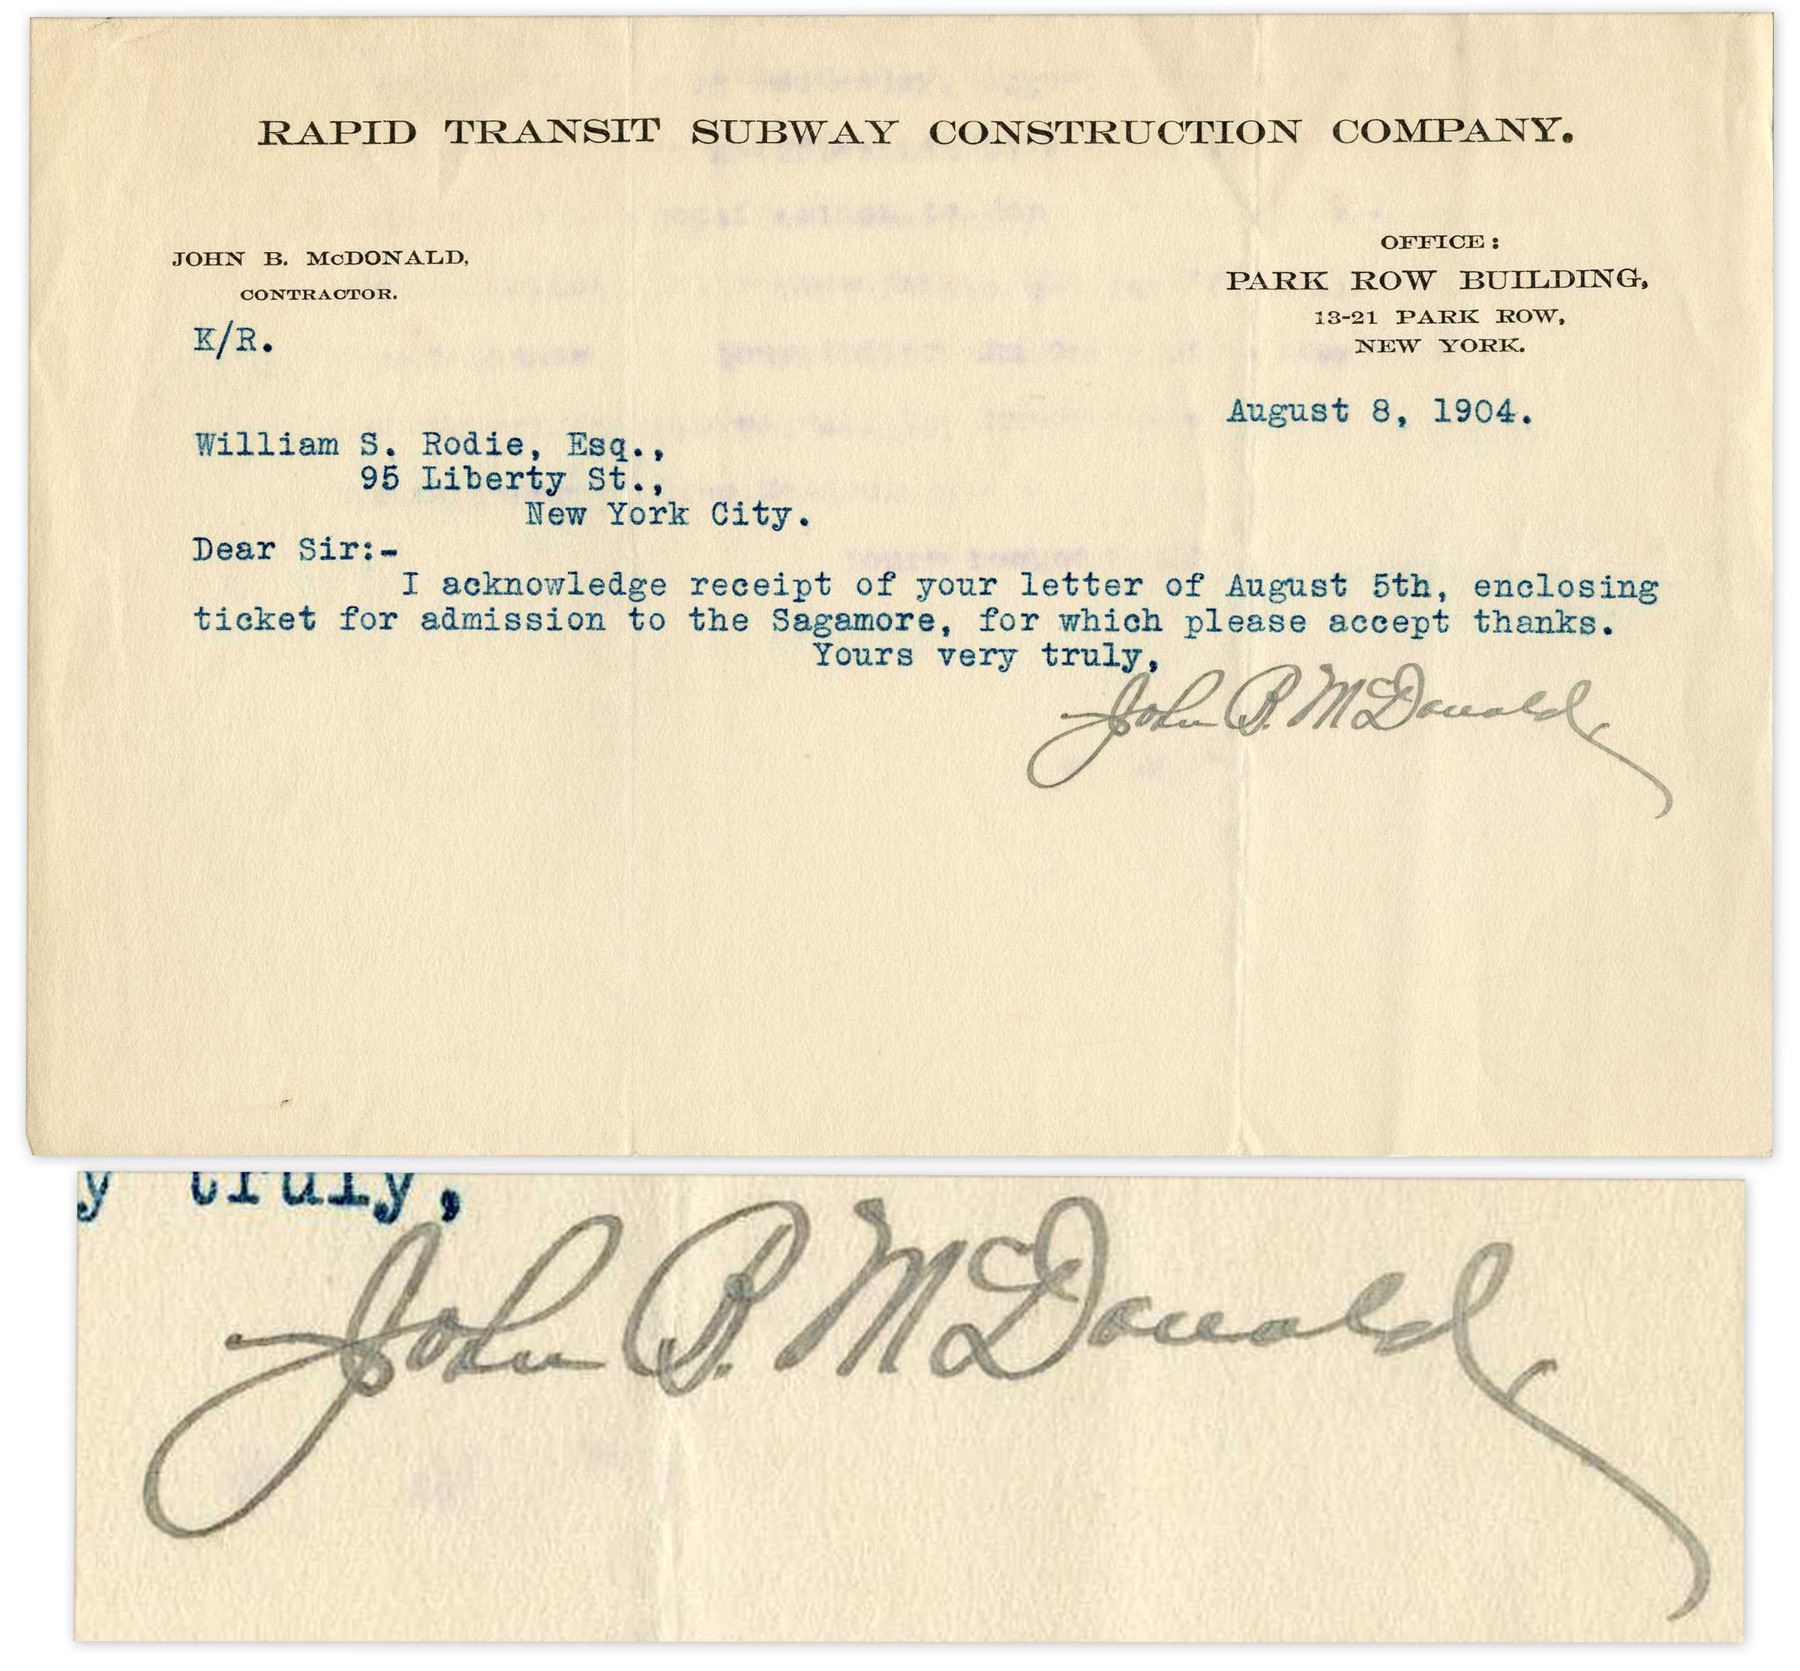 RAPID TRANSIT SUBWAY CONSTRUCTION COMPANY.
JOHN B. McDONALD,
CONTRACTOR.
OFFICE:
PARK ROW BUILDING,
13-21 PARK ROW,
NEW YORK.
K/R.
August 8, 1904.
William S. Rodie, Esq.,
95 Liberty St.,
New York City.
Dear Sir:-
I acknowledge receipt of your letter of August 5th, enclosing
ticket for admission to the Sagamore, for which please accept thanks.
Yours very truly,
John B. McDonald
y truly,
John B. McDonald